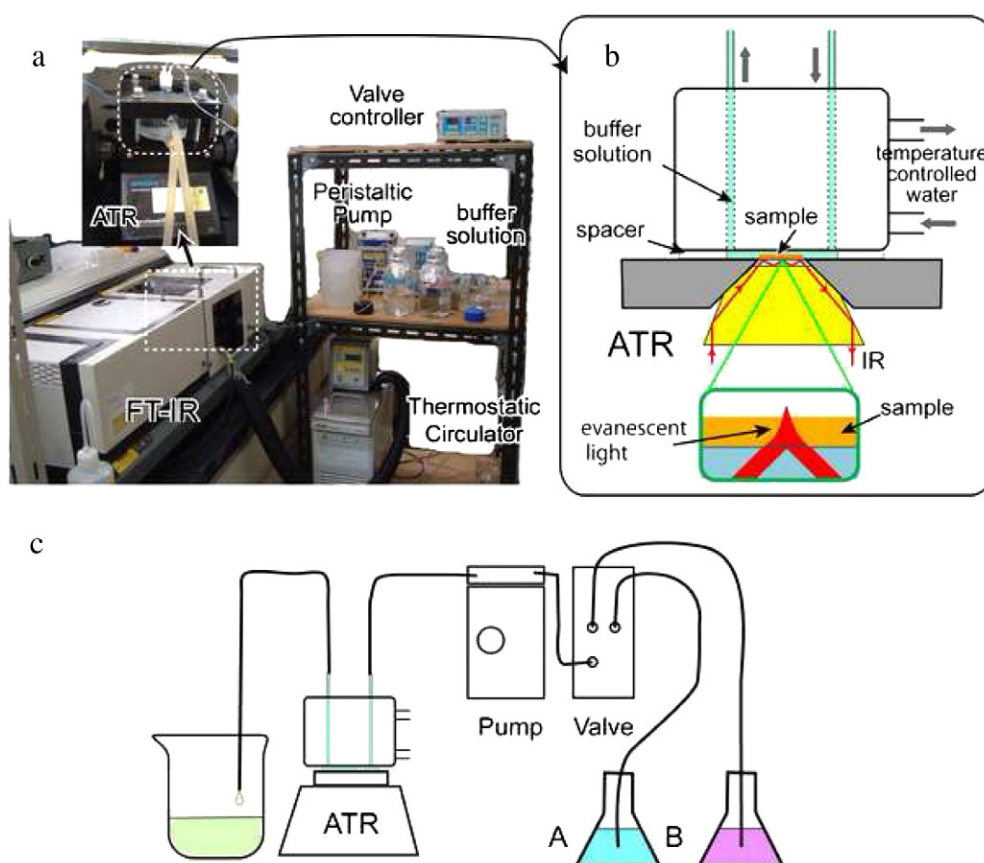 a
Valve
controller
Peristaltic
Pump
buffer
solution
ATR
FT-IR
Thermostatic
Circulator
b
buffer
solution
temperature
controlled
water
spacer
sample
ATR
IR
evanescent
light
sample
c
Pump
Valve
ATR
A
B